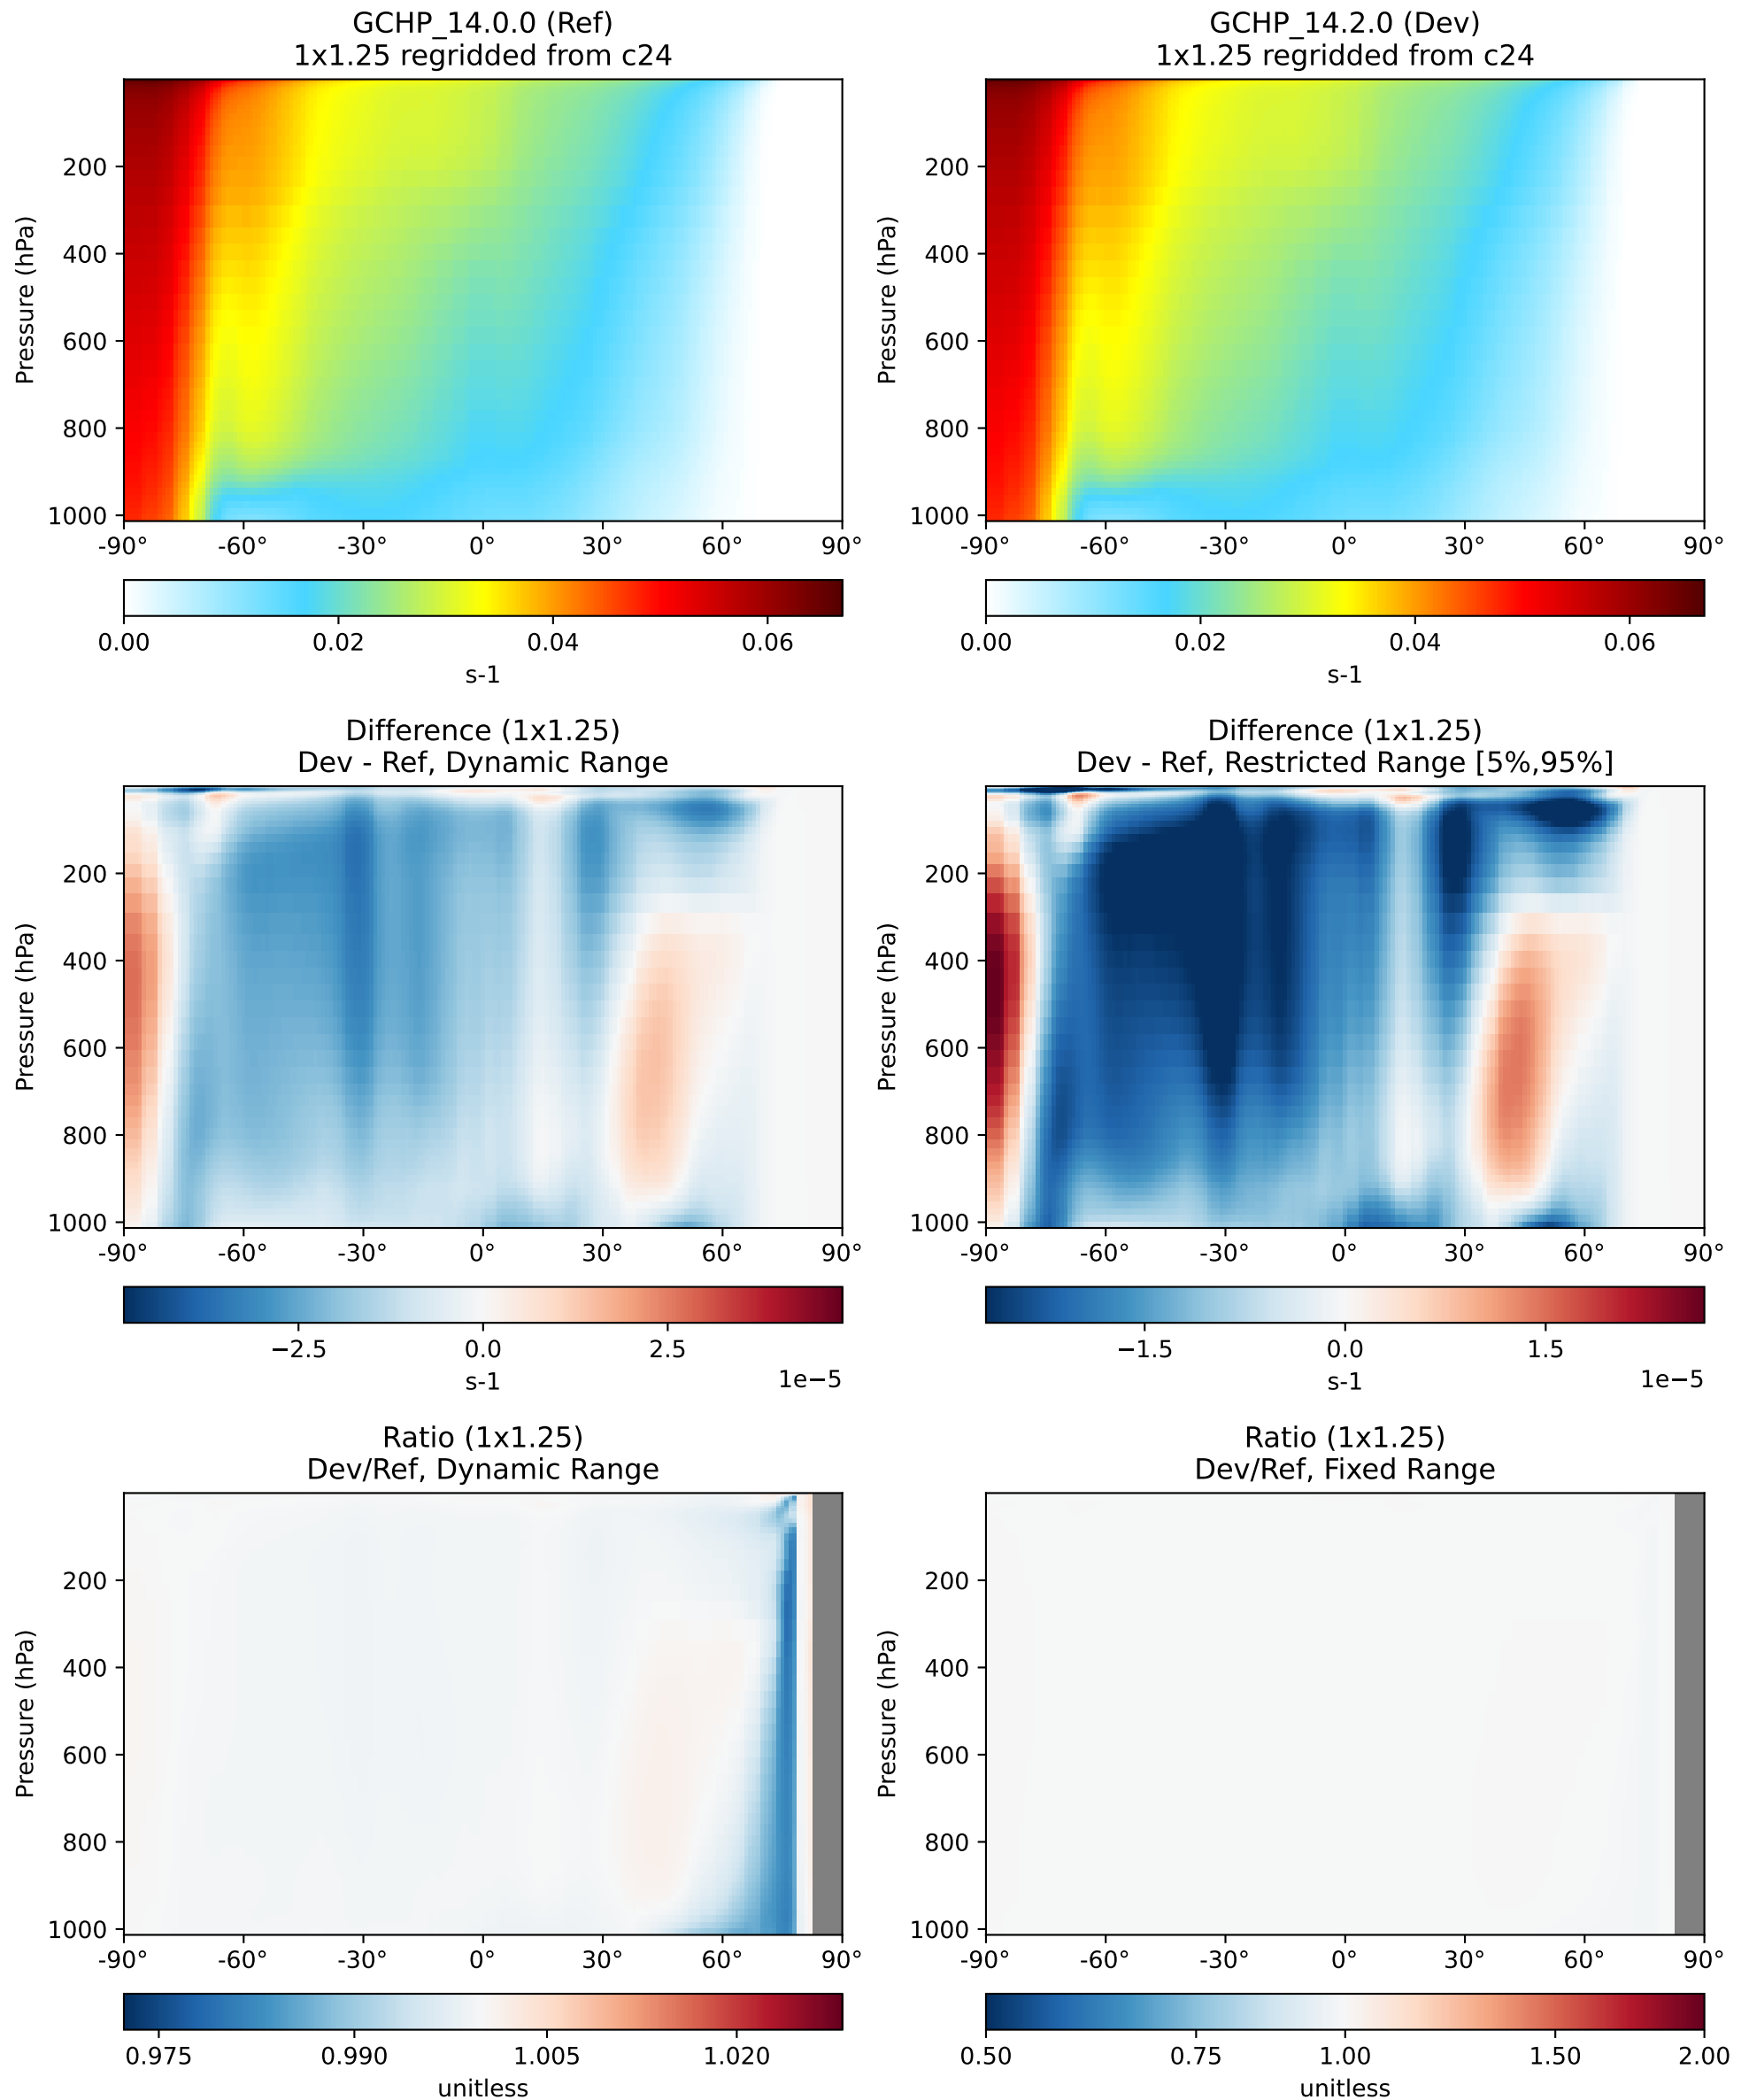 GCHP_14.0.0 (Ref)
1x1.25 regridded from c24
Pressure (hPa)
200
400
600
800
1000
-90° -60° -30° 0° 30° 60° 90°
0.00 0.02 0.04 0.06
s-1
GCHP_14.2.0 (Dev)
1x1.25 regridded from c24
Pressure (hPa)
200
400
600
800
1000
-90° -60° -30° 0° 30° 60° 90°
0.00 0.02 0.04 0.06
s-1
Difference (1x1.25)
Dev - Ref, Dynamic Range
Pressure (hPa)
200
400
600
800
1000
-90° -60° -30° 0° 30° 60° 90°
−2.5 0.0 2.5
s-1 1e−5
Difference (1x1.25)
Dev - Ref, Restricted Range [5%,95%]
Pressure (hPa)
200
400
600
800
1000
-90° -60° -30° 0° 30° 60° 90°
−1.5 0.0 1.5
s-1 1e−5
Ratio (1x1.25)
Dev/Ref, Dynamic Range
Pressure (hPa)
200
400
600
800
1000
-90° -60° -30° 0° 30° 60° 90°
0.975 0.990 1.005 1.020
unitless
Ratio (1x1.25)
Dev/Ref, Fixed Range
Pressure (hPa)
200
400
600
800
1000
-90° -60° -30° 0° 30° 60° 90°
0.50 0.75 1.00 1.50 2.00
unitless